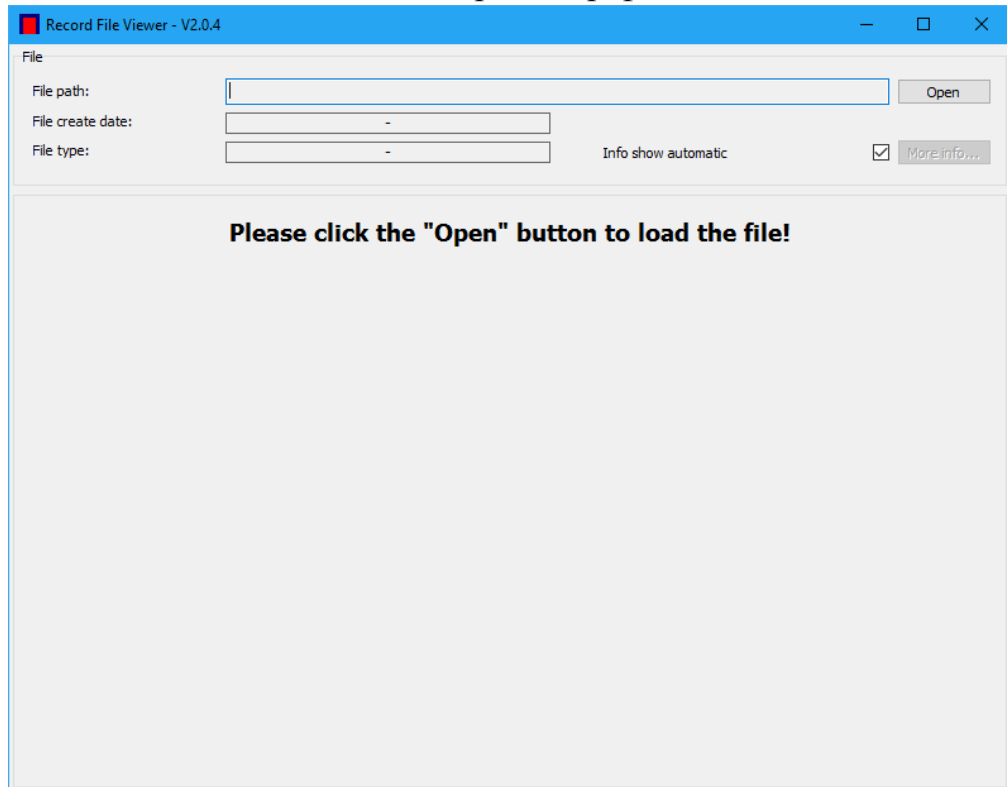 Record File Viewer - V2.0.4
File
File path:
Open
File create date:
-
File type:
-
Info show automatic
More info...
Please click the "Open" button to load the file!